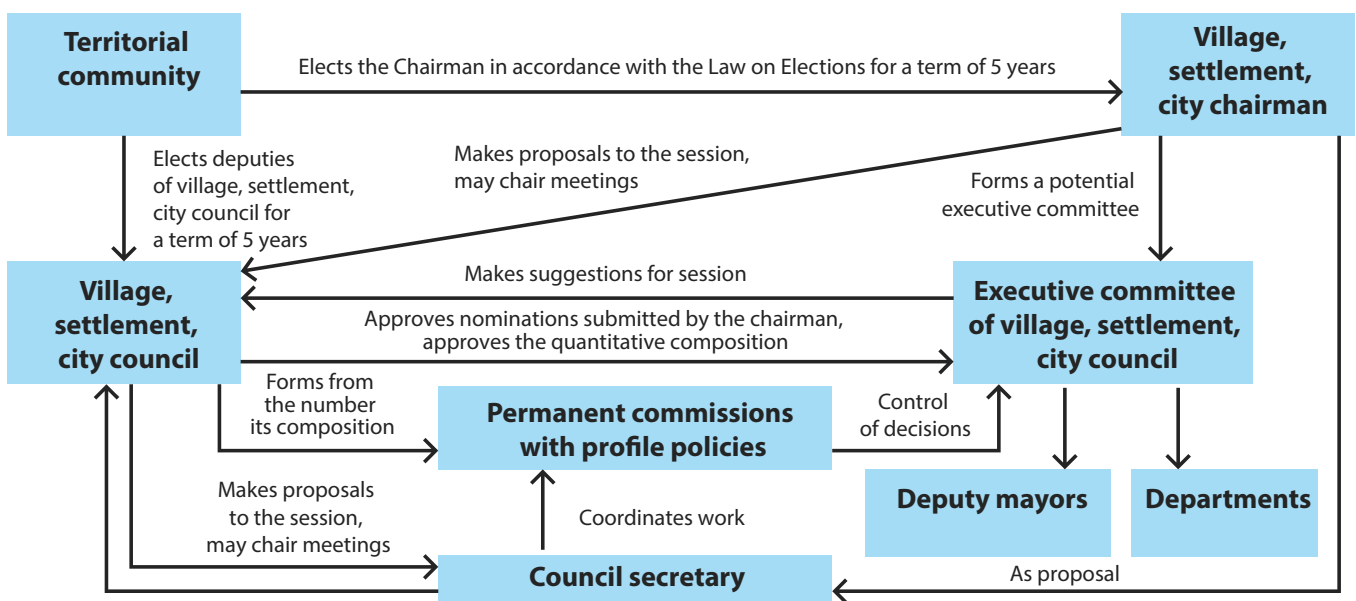 Territorial
community
Elects the Chairman in accordance with the Law on Elections for a term of 5 years
Village,
settlement,
city chairman
Elects deputies
of village, settlement,
city council for
a term of 5 years
Makes proposals to the session,
may chair meetings
Forms a potential
executive committee
Village,
settlement,
city council
Makes suggestions for session
Approves nominations submitted by the chairman,
approves the quantitative composition
Executive committee
of village, settlement,
city council
Forms from
the number
its composition
Permanent commissions
with profile policies
Control
of decisions
Makes proposals
to the session,
may chair meetings
Coordinates work
Deputy mayors
Departments
Council secretary
As proposal